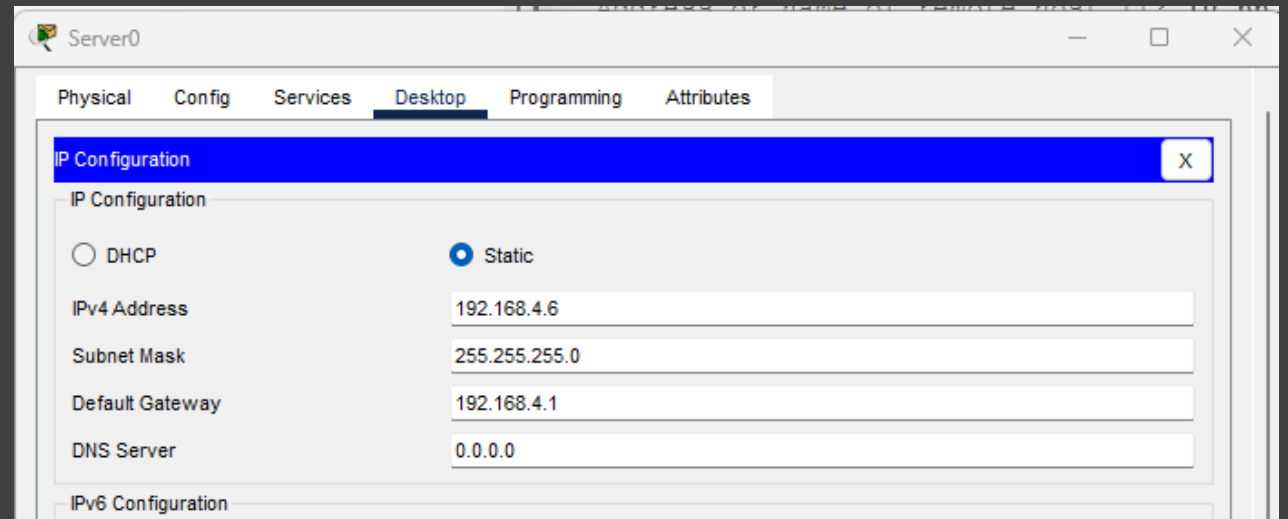 Server0
Physical Config Services Desktop Programming Attributes
IP Configuration X
IP Configuration
DHCP Static
IPv4 Address 192.168.4.6
Subnet Mask 255.255.255.0
Default Gateway 192.168.4.1
DNS Server 0.0.0.0
IPv6 Configuration